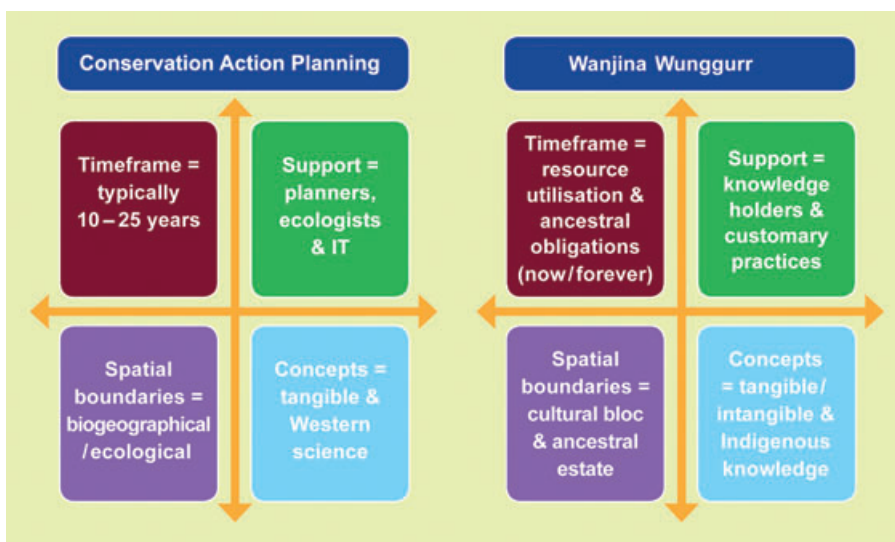 Conservation Action Planning
Timeframe =
typically
10–25 years
Support =
planners,
ecologists
& IT
Spatial
boundaries =
biogeographical
/ecological
Concepts =
tangible &
Western
science
Wanjina Wunggurr
Timeframe =
resource
utilisation &
ancestral
obligations
(now/forever)
Support =
knowledge
holders &
customary
practices
Spatial
boundaries =
cultural bloc
& ancestral
estate
Concepts
= tangible/
intangible &
Indigenous
knowledge